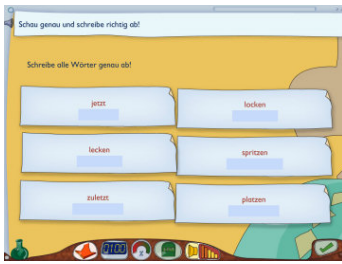 Schau genau und schreibe richtig ab!
Schreibe alle Wörter genau ab!
jetzt
locken
lecken
spritzen
zuletzt
platzen